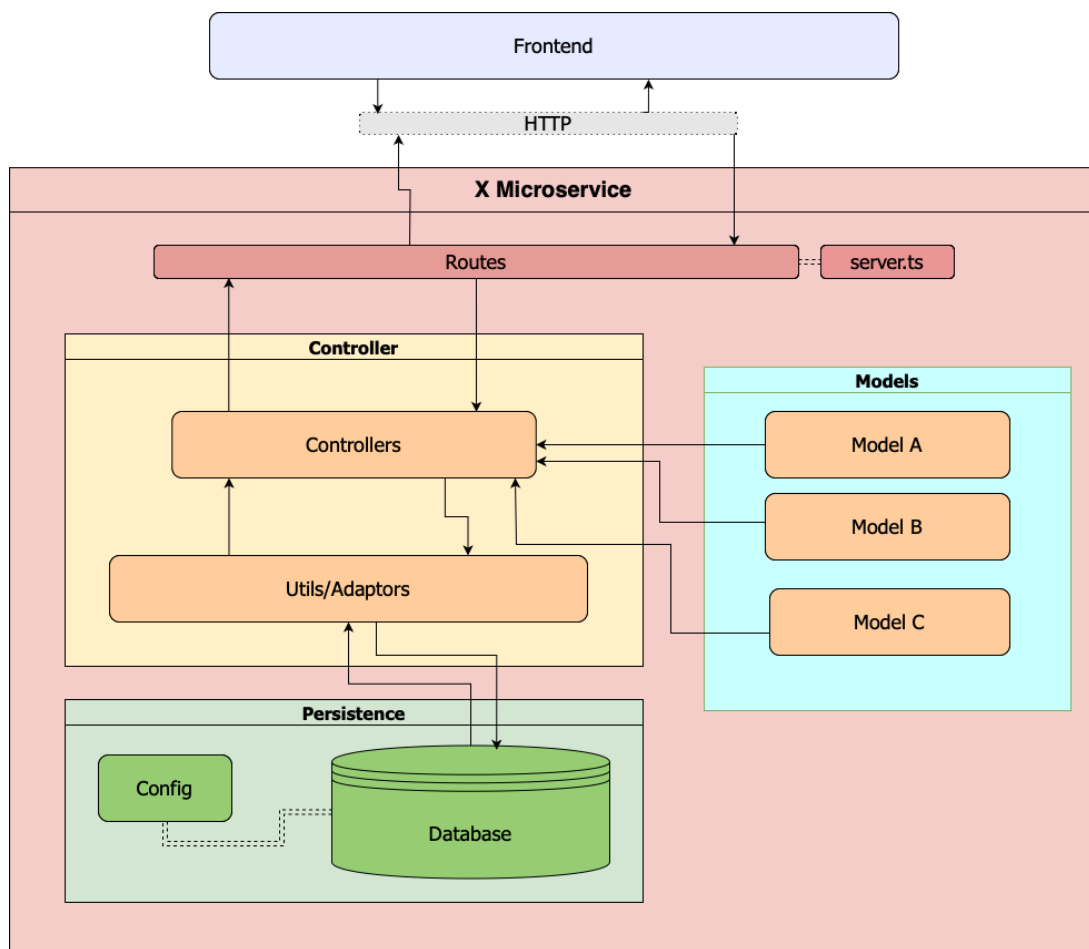 Frontend
HTTP
X Microservice
Routes
server.ts
Controller
Models
Controllers
Model A
Model B
Utils/Adaptors
Model C
Persistence
Config
Database